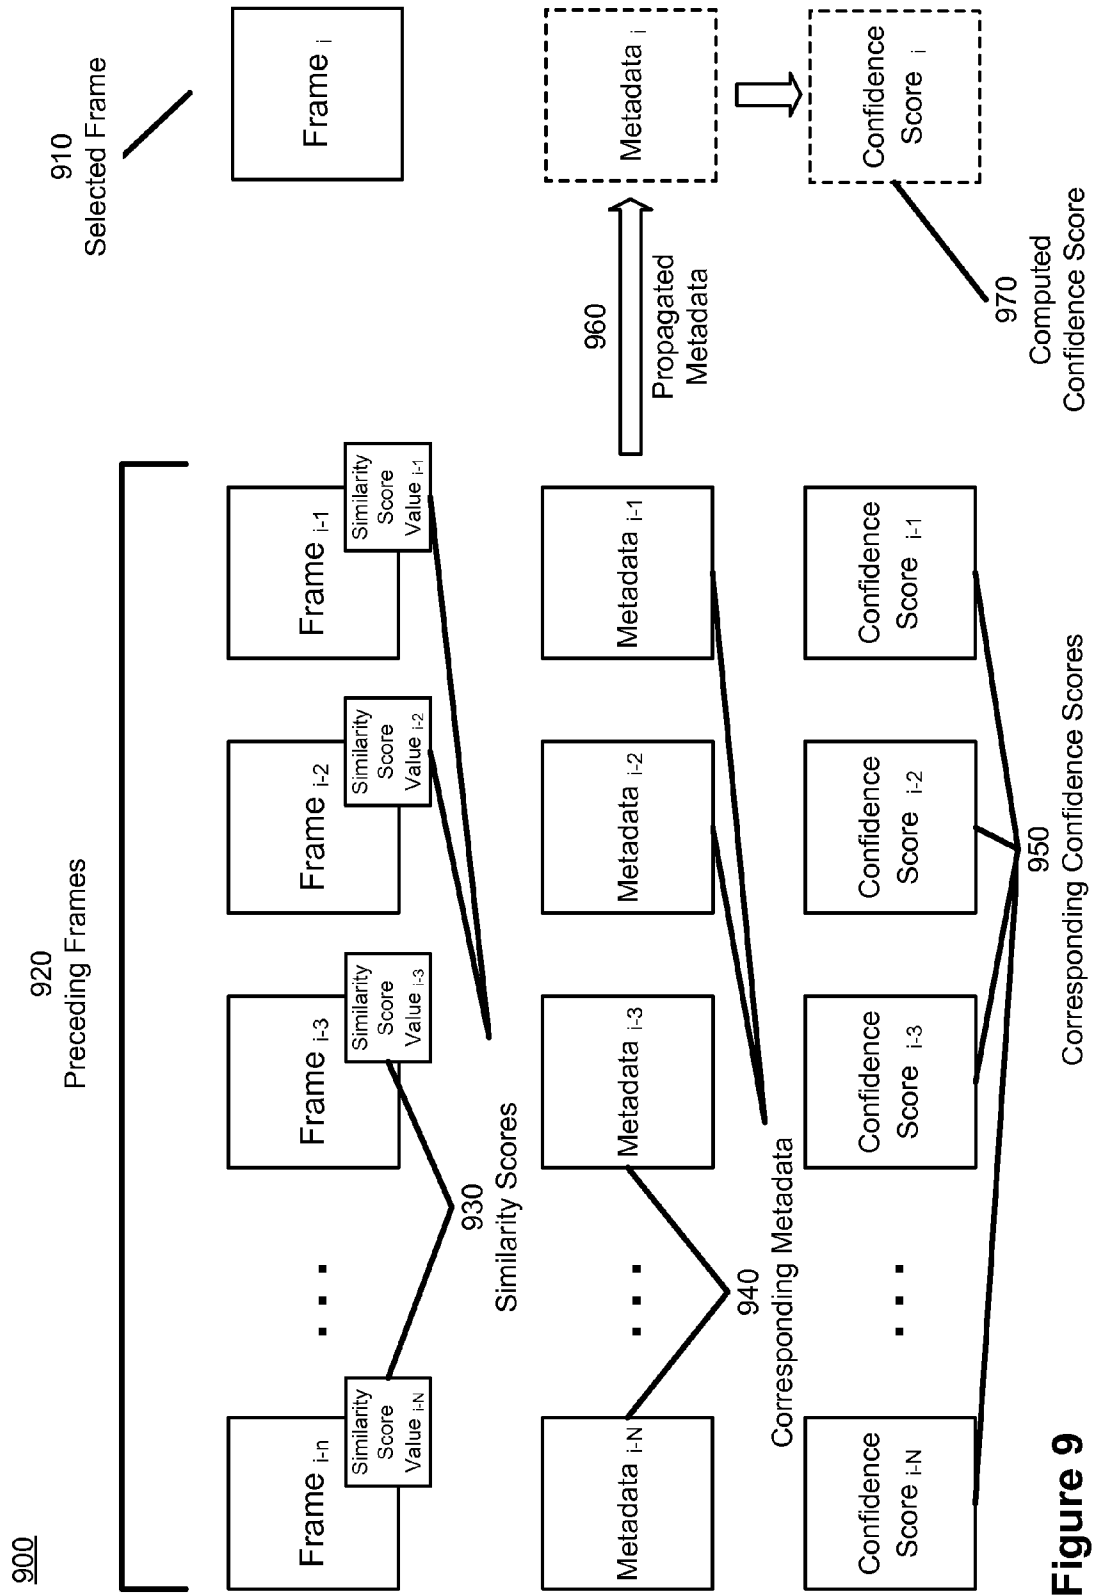 900
920
Preceding Frames
910
Selected Frame
Frame i-n
Similarity
Score
Value i-N
. . .
Frame i-3
Similarity
Score
Value i-3
Frame i-2
Similarity
Score
Value i-2
Frame i-1
Similarity
Score
Value i-1
Frame i
930
Similarity Scores
Metadata i-N
. . .
Metadata i-3
Metadata i-2
Metadata i-1
960
Propagated
Metadata
Metadata i
940
Corresponding Metadata
Confidence
Score i-N
. . .
Confidence
Score i-3
Confidence
Score i-2
Confidence
Score i-1
Confidence
Score i
950
Corresponding Confidence Scores
970
Computed
Confidence Score
Figure 9